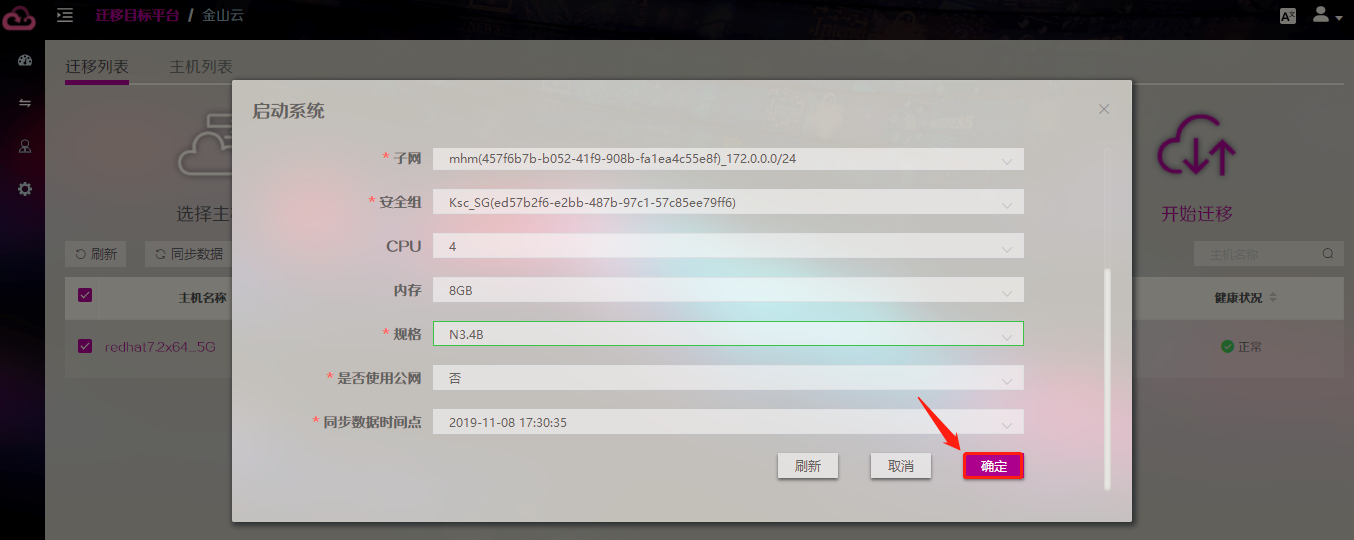 迁移目标平台 / 金山云
迁移列表 主机列表
启动系统
* 子网 mhm(457f6b7b-b052-41f9-908b-fa1ea4c55e8f)_172.0.0.0/24
* 安全组 Ksc_SG(ed57b2f6-e2bb-487b-97c1-57c85ee79ff6)
CPU 4
内存 8GB
* 规格 N3.4B
* 是否使用公网 否
* 同步数据时间点 2019-11-08 17:30:35
刷新 取消 确定
选择主
开始迁移
刷新 同步数据 主机名称
主机名称 健康状况
redhat7.2x64_5G 正常